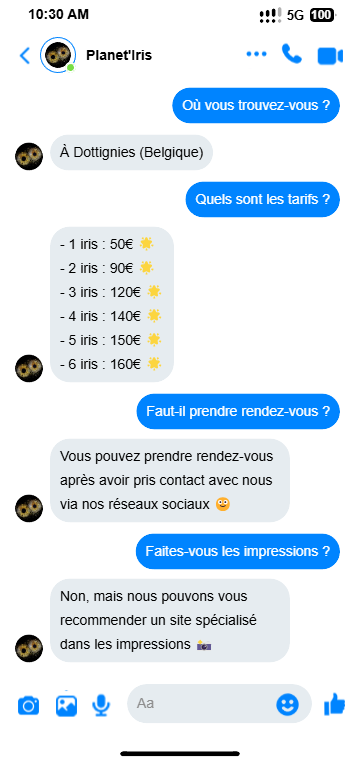 10:30 AM
5G 100
Planet'Iris
Où vous trouvez-vous ?
À Dottignies (Belgique)
Quels sont les tarifs ?
- 1 iris : 50€ 🌟
- 2 iris : 90€ 🌟
- 3 iris : 120€ 🌟
- 4 iris : 140€ 🌟
- 5 iris : 150€ 🌟
- 6 iris : 160€ 🌟
Faut-il prendre rendez-vous ?
Vous pouvez prendre rendez-vous
après avoir pris contact avec nous
via nos réseaux sociaux 😳
Faites-vous les impressions ?
Non, mais nous pouvons vous
recommender un site spécialisé
dans les impressions 📸
Aa